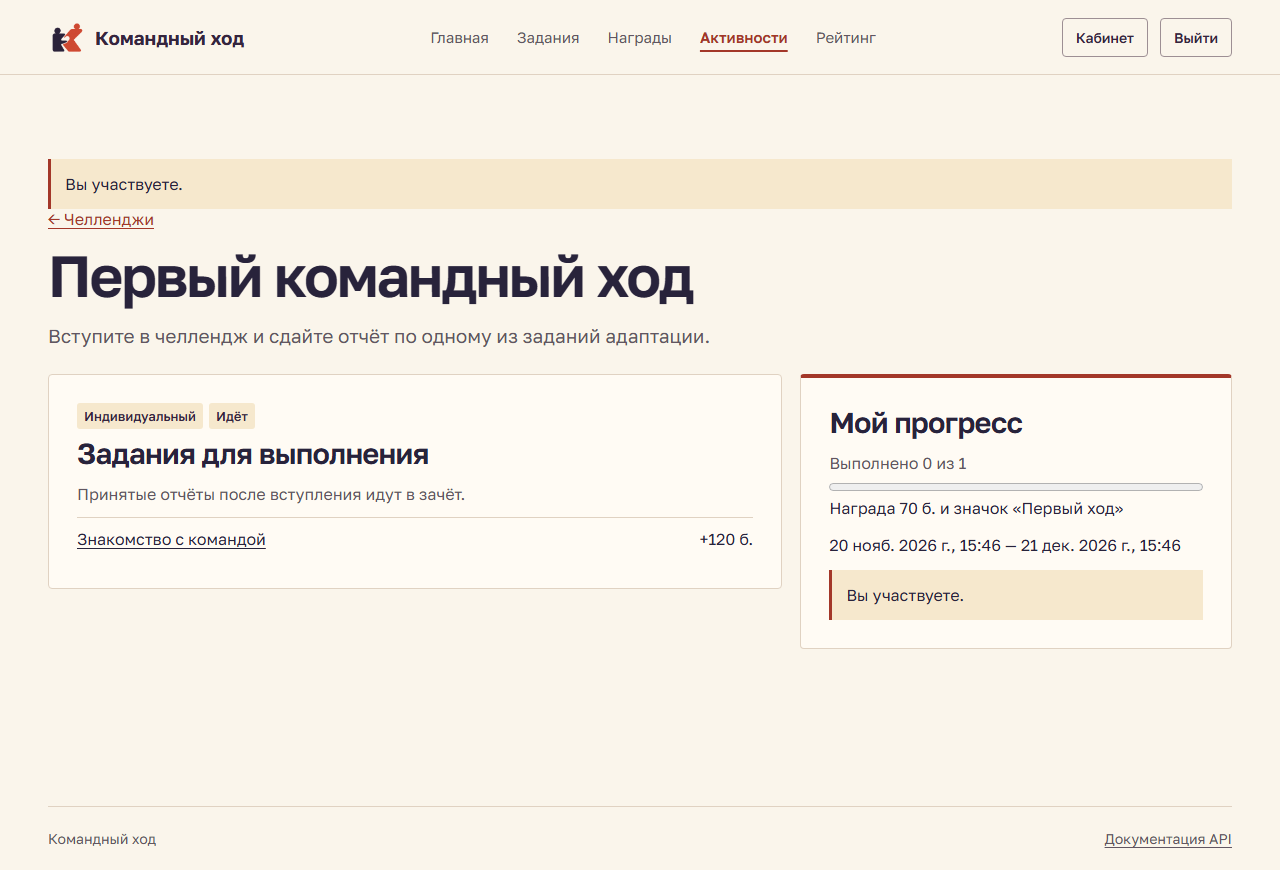 Командный ход
Главная
Задания
Награды
Активности
Рейтинг
Кабинет
Выйти
Вы участвуете.
← Челленджи
Первый командный ход
Вступите в челлендж и сдайте отчёт по одному из заданий адаптации.
Индивидуальный
Идёт
Задания для выполнения
Принятые отчёты после вступления идут в зачёт.
Знакомство с командой
+120 б.
Мой прогресс
Выполнено 0 из 1
Награда 70 б. и значок «Первый ход»
20 нояб. 2026 г., 15:46 — 21 дек. 2026 г., 15:46
Вы участвуете.
Командный ход
Документация API